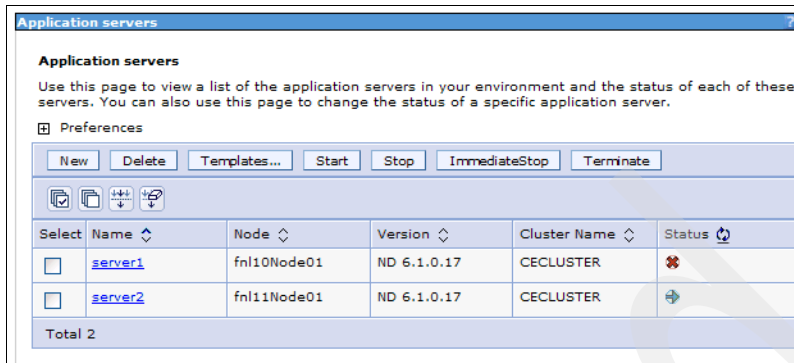 Application servers ?
Application servers
Use this page to view a list of the application servers in your environment and the status of each of these
servers. You can also use this page to change the status of a specific application server.
Preferences
New Delete Templates... Start Stop ImmediateStop Terminate
Select Name Node Version Cluster Name Status
server1 fnl10Node01 ND 6.1.0.17 CECLUSTER
server2 fnl11Node01 ND 6.1.0.17 CECLUSTER
Total 2